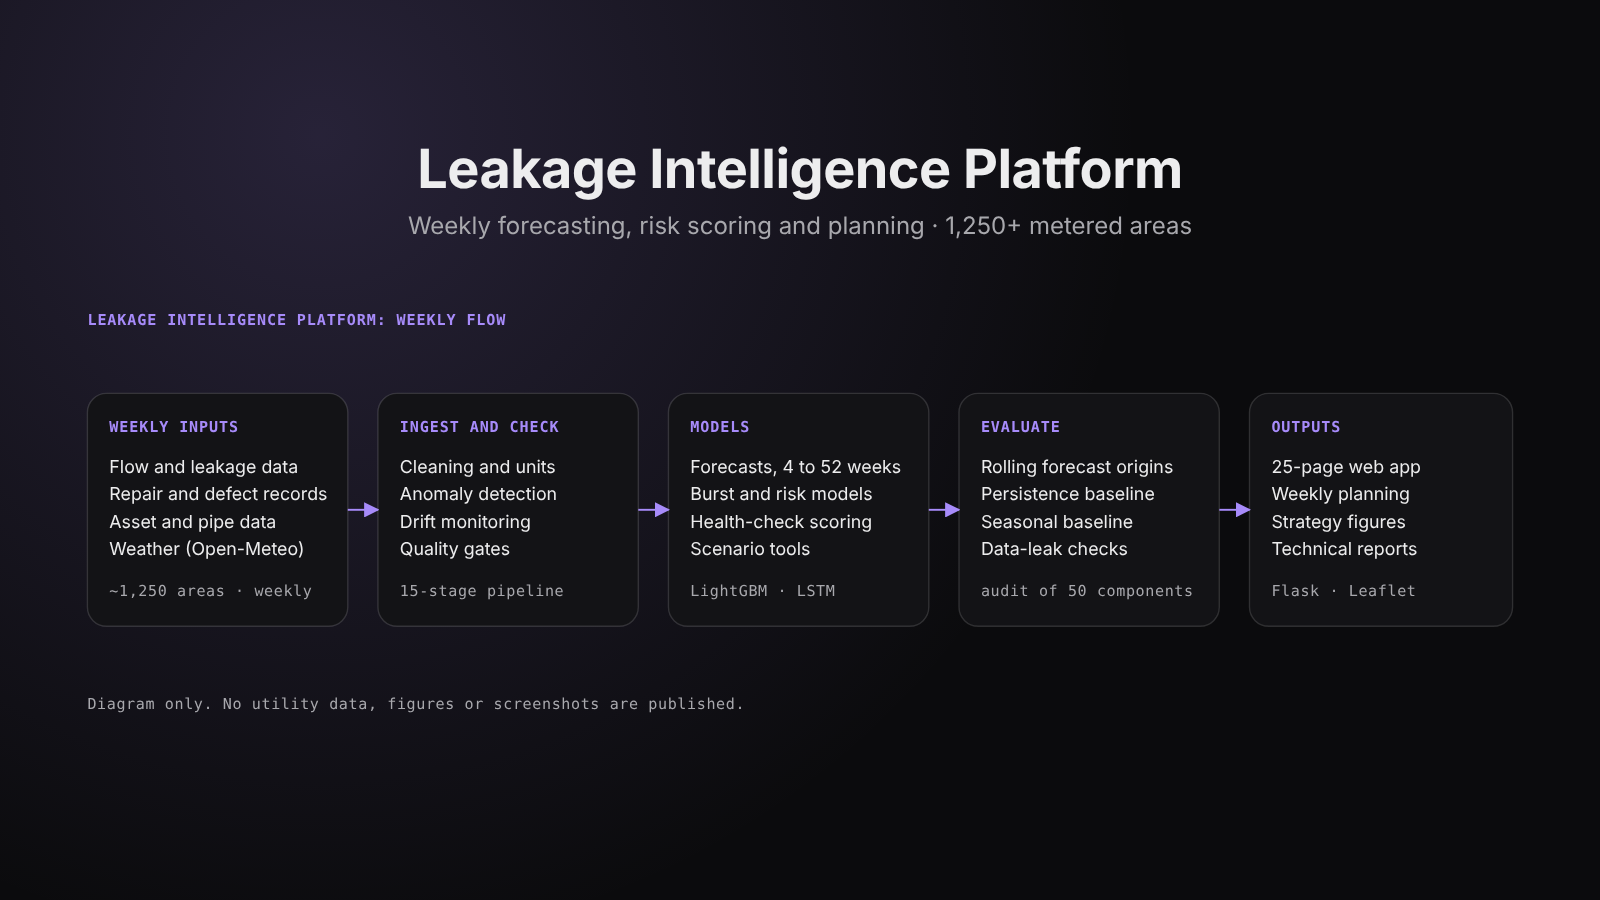 Leakage Intelligence Platform
Weekly forecasting, risk scoring and planning · 1,250+ metered areas
LEAKAGE INTELLIGENCE PLATFORM: WEEKLY FLOW
WEEKLY INPUTS
Flow and leakage data
Repair and defect records
Asset and pipe data
Weather (Open-Meteo)
~1,250 areas · weekly
INGEST AND CHECK
Cleaning and units
Anomaly detection
Drift monitoring
Quality gates
15-stage pipeline
MODELS
Forecasts, 4 to 52 weeks
Burst and risk models
Health-check scoring
Scenario tools
LightGBM · LSTM
EVALUATE
Rolling forecast origins
Persistence baseline
Seasonal baseline
Data-leak checks
audit of 50 components
OUTPUTS
25-page web app
Weekly planning
Strategy figures
Technical reports
Flask · Leaflet
Diagram only. No utility data, figures or screenshots are published.